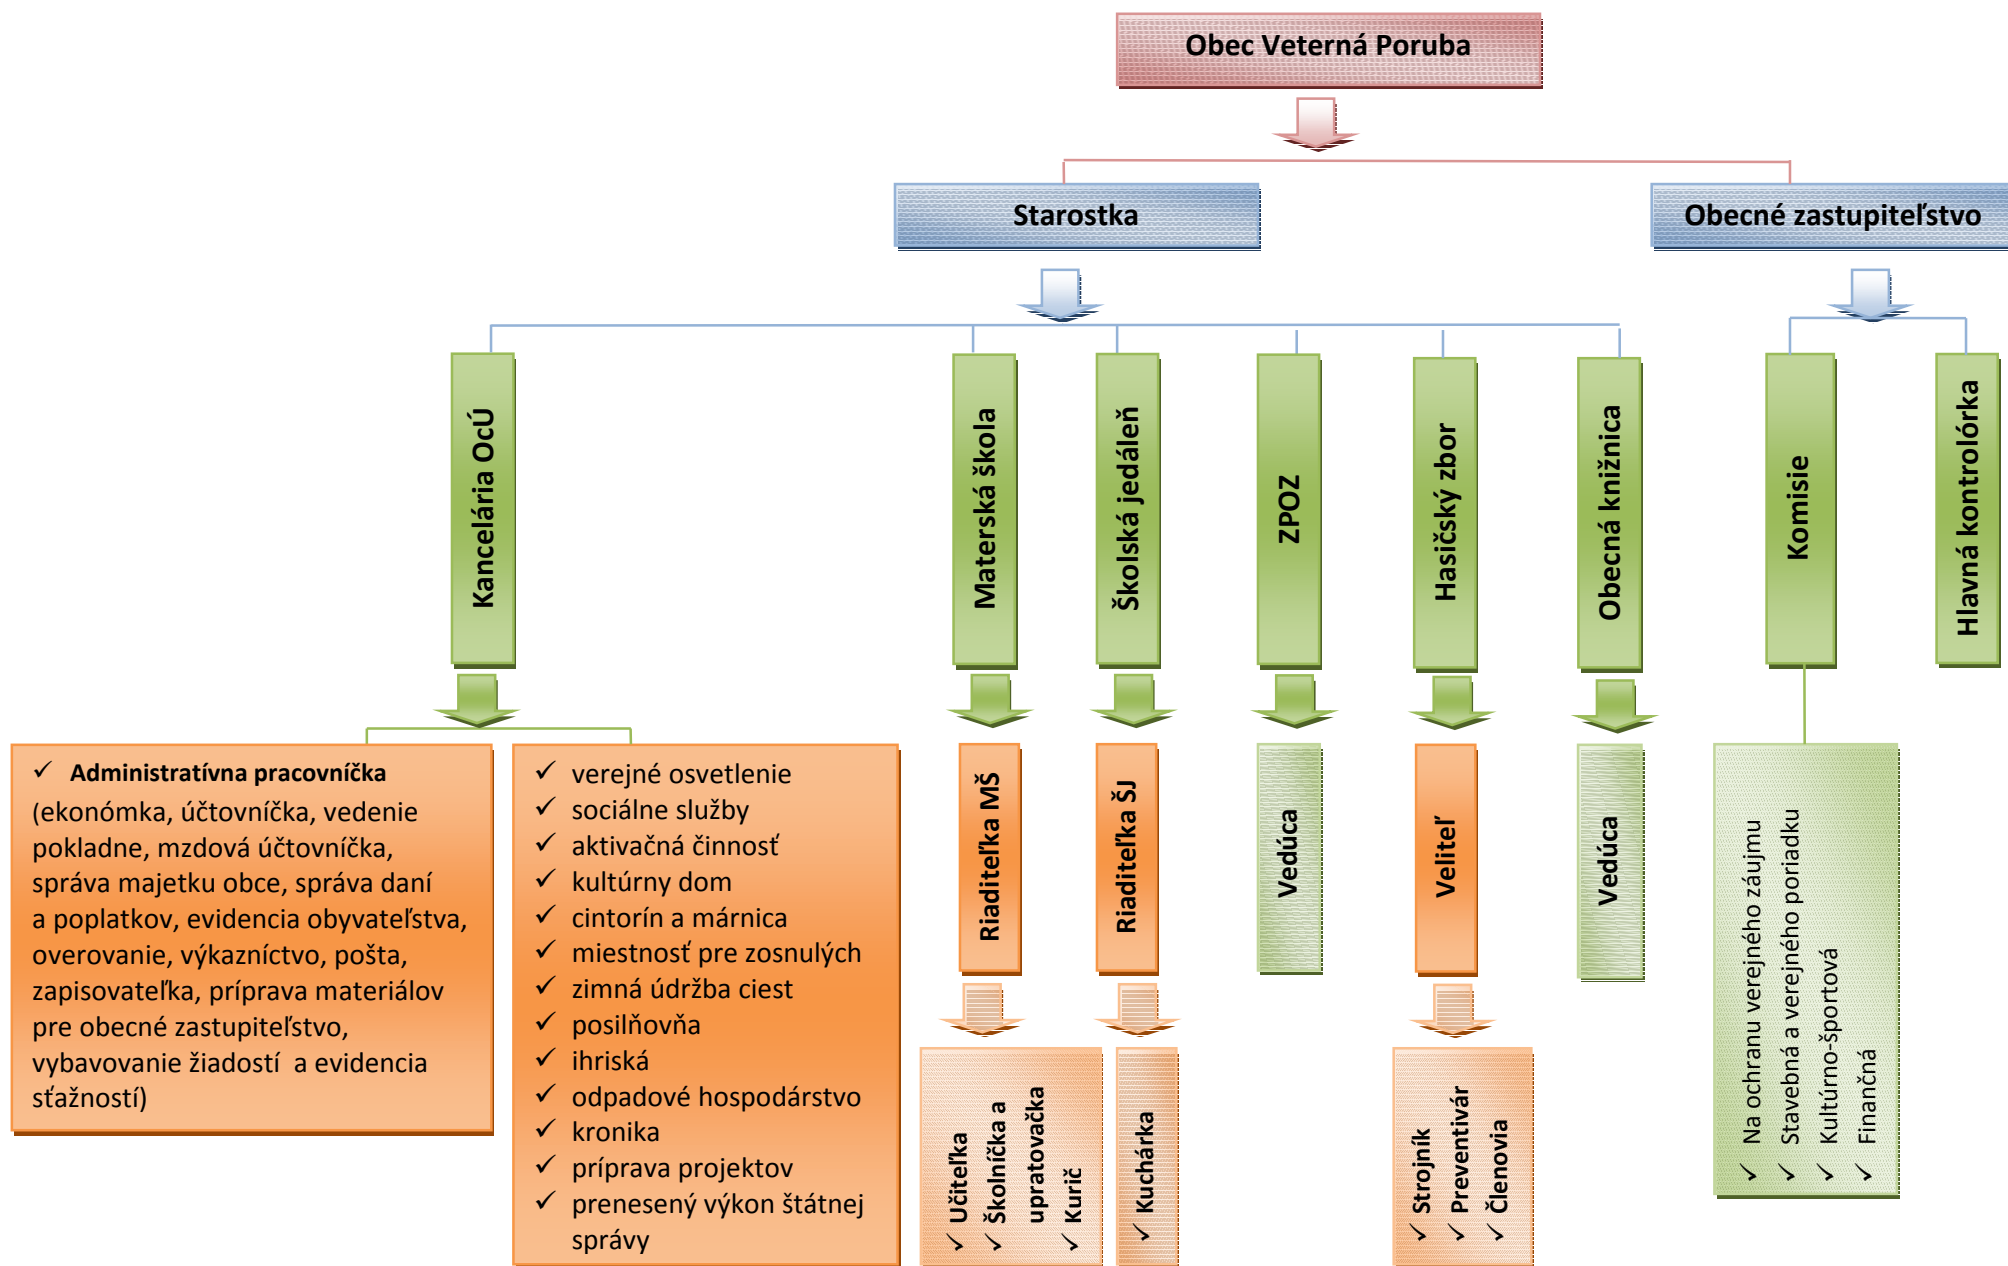 Obec Veterná Poruba
Starostka
Obecné zastupiteľstvo
Kancelária OcÚ
Materská škola
Školská jedáleň
ZPOZ
Hasičský zbor
Obecná knižnica
Komisie
Hlavná kontrolórka
✓ Administratívna pracovníčka
(ekonómka, účtovníčka, vedenie
pokladne, mzdová účtovníčka,
správa majetku obce, správa daní
a poplatkov, evidencia obyvateľstva,
overovanie, výkazníctvo, pošta,
zapisovateľka, príprava materiálov
pre obecné zastupiteľstvo,
vybavovanie žiadostí a evidencia
sťažností)
✓ verejné osvetlenie
✓ sociálne služby
✓ aktivačná činnosť
✓ kultúrny dom
✓ cintorín a márnica
✓ miestnosť pre zosnulých
✓ zimná údržba ciest
✓ posilňovňa
✓ ihriská
✓ odpadové hospodárstvo
✓ kronika
✓ príprava projektov
✓ prenesený výkon štátnej
správy
Riaditeľka MŠ
Riaditeľka ŠJ
Vedúca
Veliteľ
Vedúca
✓ Učiteľka
✓ Školníčka a
upratovačka
✓ Kurič
✓ Kuchárka
✓ Strojník
✓ Preventivár
✓ Členovia
✓ Na ochranu verejného záujmu
✓ Stavebná a verejného poriadku
✓ Kultúrno-športová
✓ Finančná